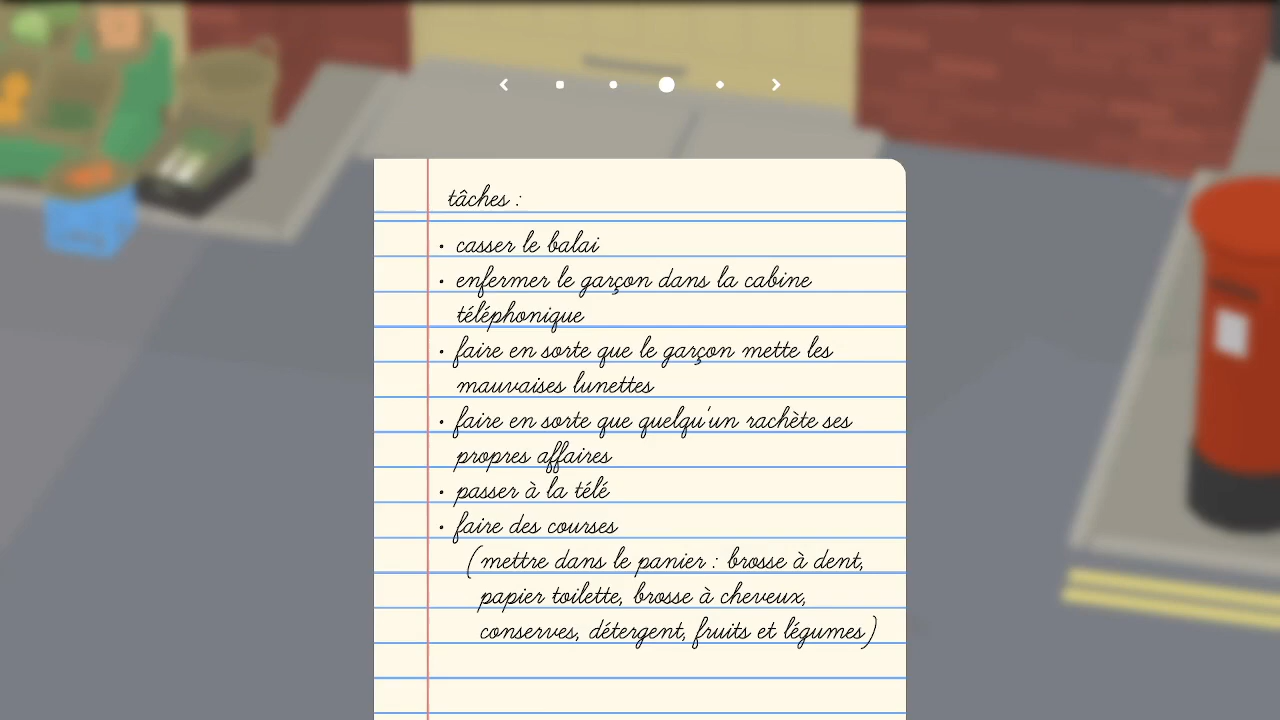 tâches :
• casser le balai
• enfermer le garçon dans la cabine
téléphonique
• faire en sorte que le garçon mette les
mauvaises lunettes
• faire en sorte que quelqu'un rachète ses
propres affaires
• passer à la télé
• faire des courses
(mettre dans le panier : brosse à dent,
papier toilette, brosse à cheveux,
conserves, détergent, fruits et légumes)